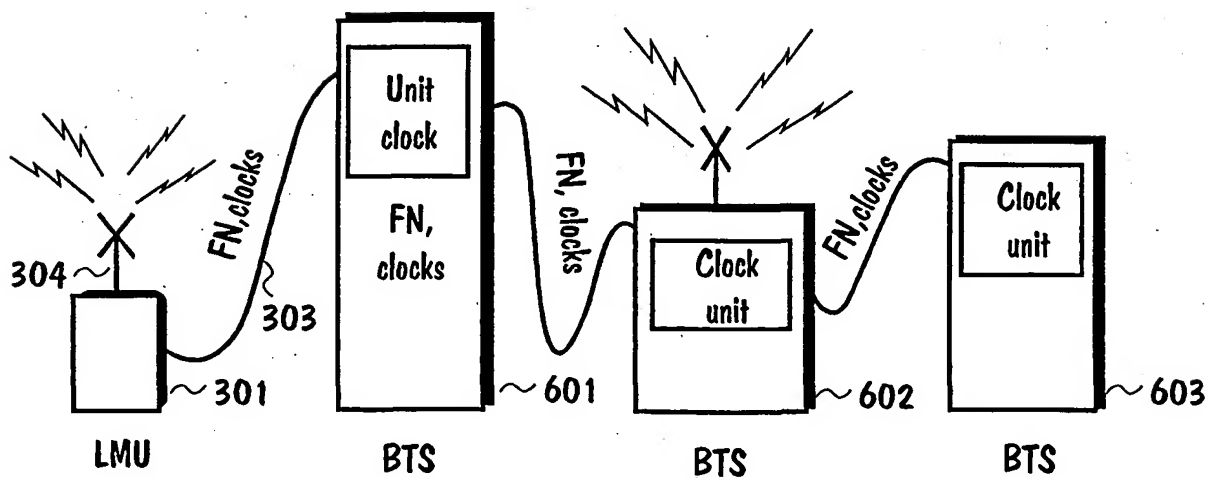 304
301
LMU
FN, clocks
303
Unit
clock
FN,
clocks
601
BTS
FN, clocks
Clock
unit
602
BTS
FN, clocks
Clock
unit
603
BTS